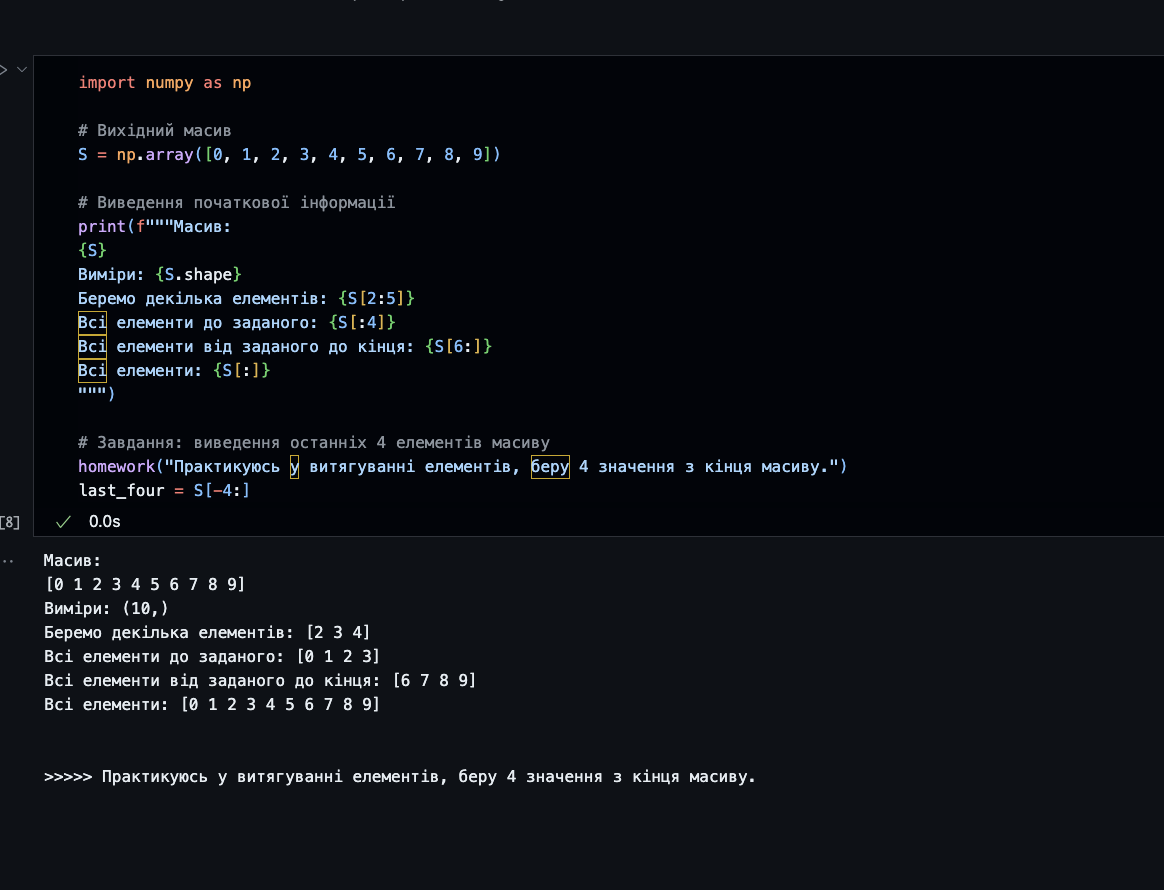 import numpy as np
# Вихідний масив
S = np.array([0, 1, 2, 3, 4, 5, 6, 7, 8, 9])
# Виведення початкової інформації
print(f"""Масив:
{S}
Виміри: {S.shape}
Беремо декілька елементів: {S[2:5]}
Всі елементи до заданого: {S[:4]}
Всі елементи від заданого до кінця: {S[6:]}
Всі елементи: {S[:]}
""")
# Завдання: виведення останніх 4 елементів масиву
homework("Практикуюсь у витягуванні елементів, беру 4 значення з кінця масиву.")
last_four = S[-4:]
[8] ✓ 0.0s
Масив:
[0 1 2 3 4 5 6 7 8 9]
Виміри: (10,)
Беремо декілька елементів: [2 3 4]
Всі елементи до заданого: [0 1 2 3]
Всі елементи від заданого до кінця: [6 7 8 9]
Всі елементи: [0 1 2 3 4 5 6 7 8 9]
>>>>> Практикуюсь у витягуванні елементів, беру 4 значення з кінця масиву.